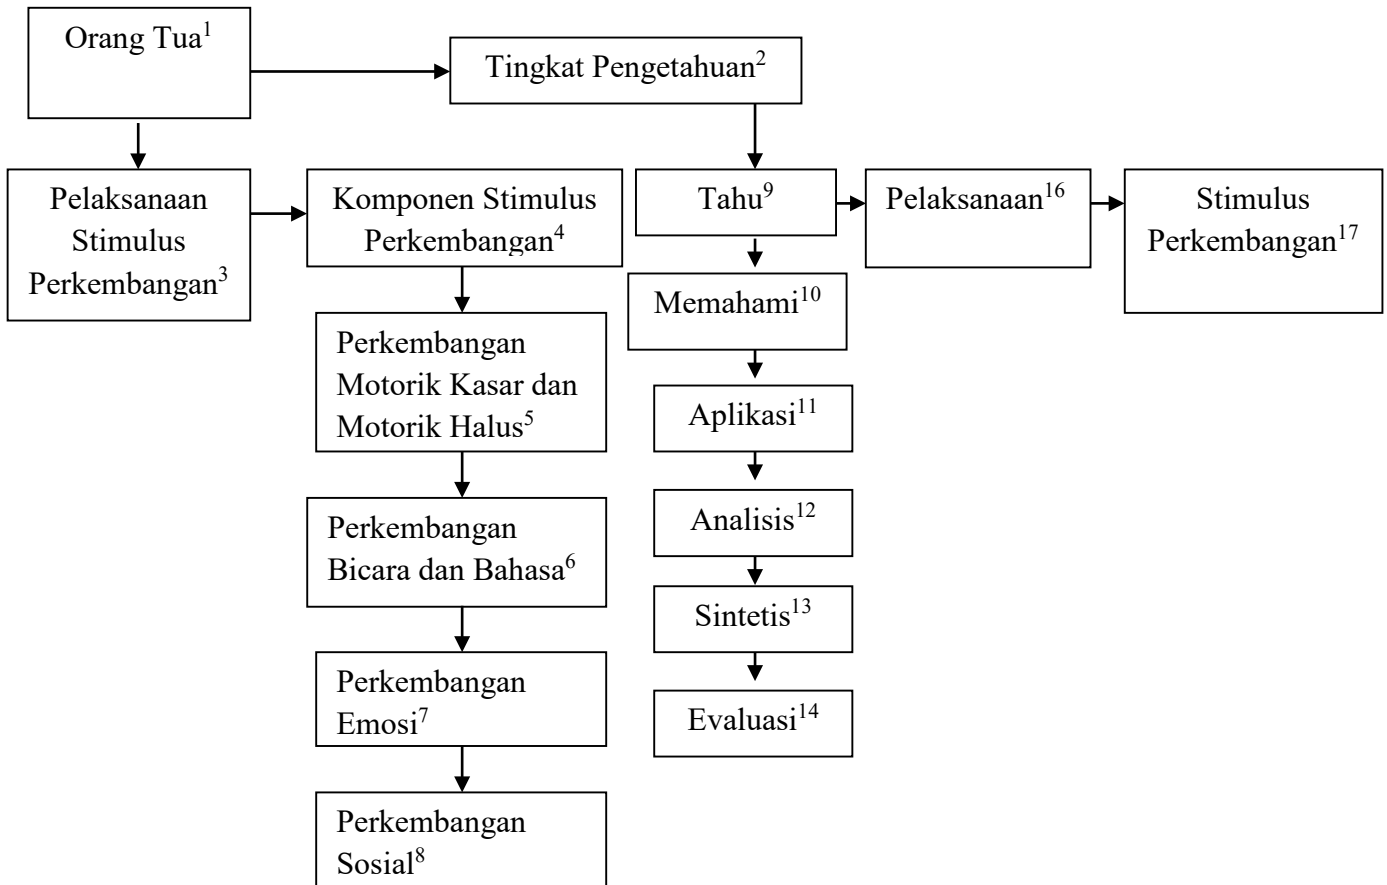 Orang Tua¹
Tingkat Pengetahuan²
Pelaksanaan
Stimulus
Perkembangan³
Komponen Stimulus
Perkembangan⁴
Tahu⁹
Pelaksanaan¹⁶
Stimulus
Perkembangan¹⁷
Memahami¹⁰
Perkembangan
Motorik Kasar dan
Motorik Halus⁵
Aplikasi¹¹
Analisis¹²
Perkembangan
Bicara dan Bahasa⁶
Sintetis¹³
Perkembangan
Emosi⁷
Evaluasi¹⁴
Perkembangan
Sosial⁸